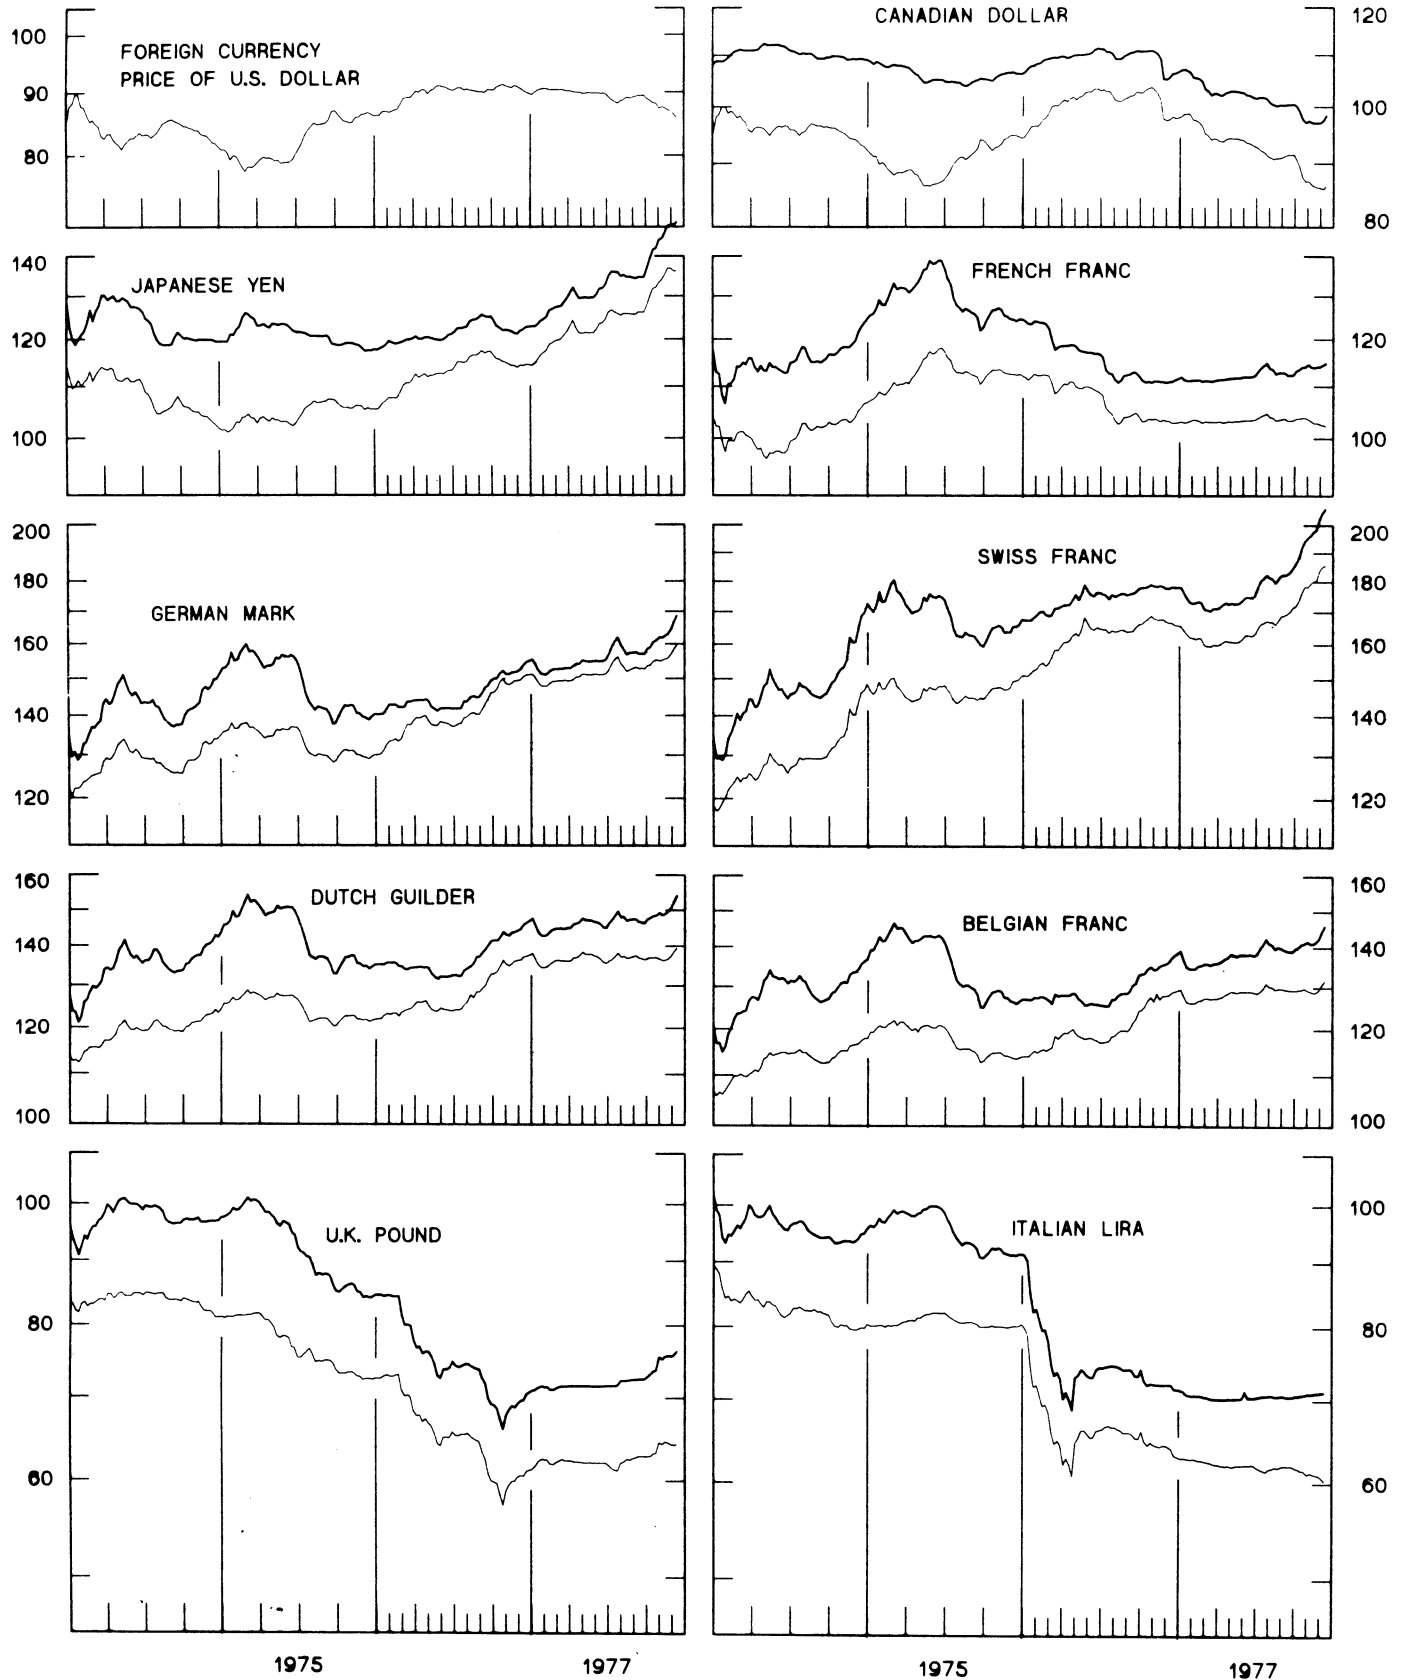 FOREIGN CURRENCY
PRICE OF U.S. DOLLAR
100
90
80
CANADIAN DOLLAR
120
100
80
JAPANESE YEN
140
120
100
FRENCH FRANC
120
100
GERMAN MARK
200
180
160
140
120
SWISS FRANC
200
180
160
140
120
DUTCH GUILDER
160
140
120
100
BELGIAN FRANC
160
140
120
100
U.K. POUND
100
80
60
ITALIAN LIRA
100
80
60
1975 1977 1975 1977